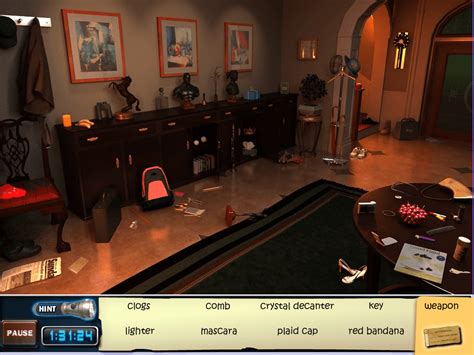 HINT
clogs comb crystal decanter key weapon
PAUSE 1:31:24
lighter mascara plaid cap red bandana